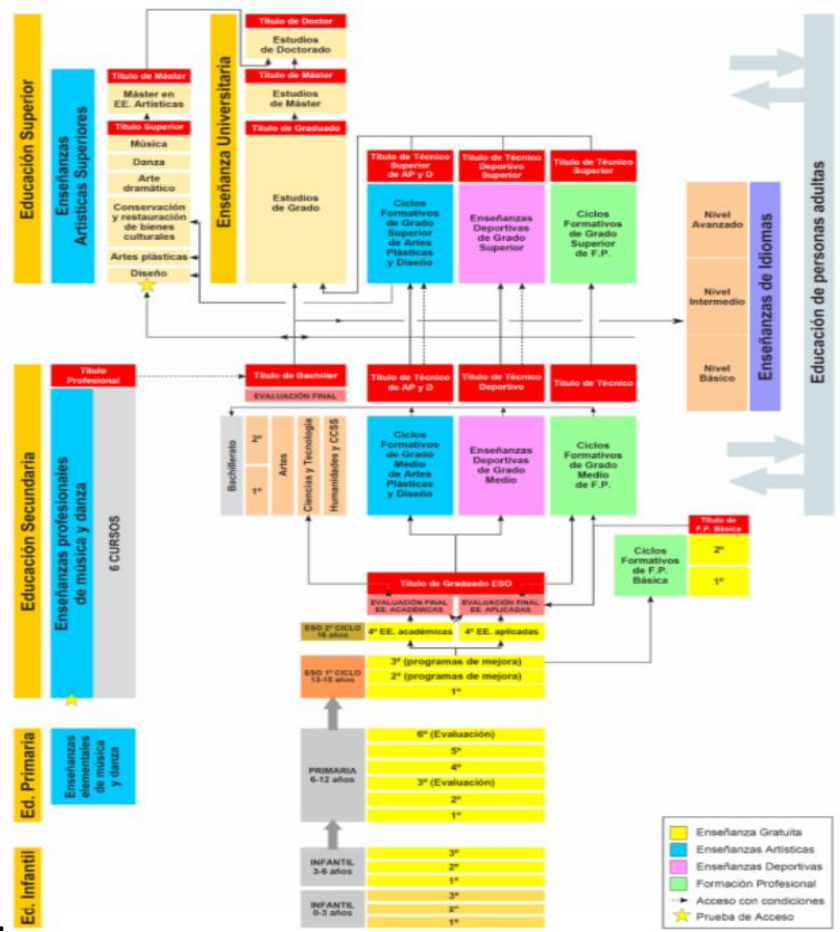 Educación Superior
Enseñanzas
Artísticas Superiores
Título de Máster
Máster en
EE. Artísticas
Título Superior
Música
Danza
Arte
dramático
Conservación
y restauración
de bienes
culturales
Artes plásticas
Diseño
Enseñanza Universitaria
Título de Doctor
Estudios
de Doctorado
Título de Máster
Estudios
de Máster
Título de Graduado
Estudios
de Grado
Título de Técnico
Superior
de AP y D
Ciclos
Formativos
de Grado
Superior
de Artes
Plásticas
y Diseño
Título de Técnico
Deportivo
Superior
Enseñanzas
Deportivas
de Grado
Superior
Título de Técnico
Superior
Ciclos
Formativos
de Grado
Superior
de F.P.
Nivel
Avanzado
Nivel
Intermedio
Nivel
Básico
Enseñanzas de Idiomas
Educación de personas adultas
Educación Secundaria
Título
Profesional
Enseñanzas profesionales
de música y danza
6 CURSOS
Título de Bachiller
EVALUACIÓN FINAL
Bachillerato
2º
1º
Artes
Ciencias y Tecnología
Humanidades y CCSS
Título de Técnico
de AP y D
Ciclos
Formativos
de Grado
Medio
de Artes
Plásticas
y Diseño
Título de Técnico
Deportivo
Enseñanzas
Deportivas
de Grado
Medio
Título de Técnico
Ciclos
Formativos
de Grado
Medio
de F.P.
Título de
F.P. Básica
Ciclos
Formativos
de F.P.
Básica
2º
1º
Título de Graduado ESO
EVALUACIÓN FINAL
EE. ACADÉMICAS
EVALUACIÓN FINAL
EE. APLICADAS
ESO 2º CICLO
16 años
4º EE. académicas
4º EE. aplicadas
ESO 1º CICLO
13-15 años
3º (programas de mejora)
2º (programas de mejora)
1º
Ed. Primaria
Enseñanzas
elementales
de música
y danza
PRIMARIA
6-12 años
6º (Evaluación)
5º
4º
3º (Evaluación)
2º
1º
Ed. Infantil
INFANTIL
3-6 años
3º
2º
1º
INFANTIL
0-3 años
3º
2º
1º
Enseñanza Gratuita
Enseñanzas Artísticas
Enseñanzas Deportivas
Formación Profesional
Acceso con condiciones
Prueba de Acceso